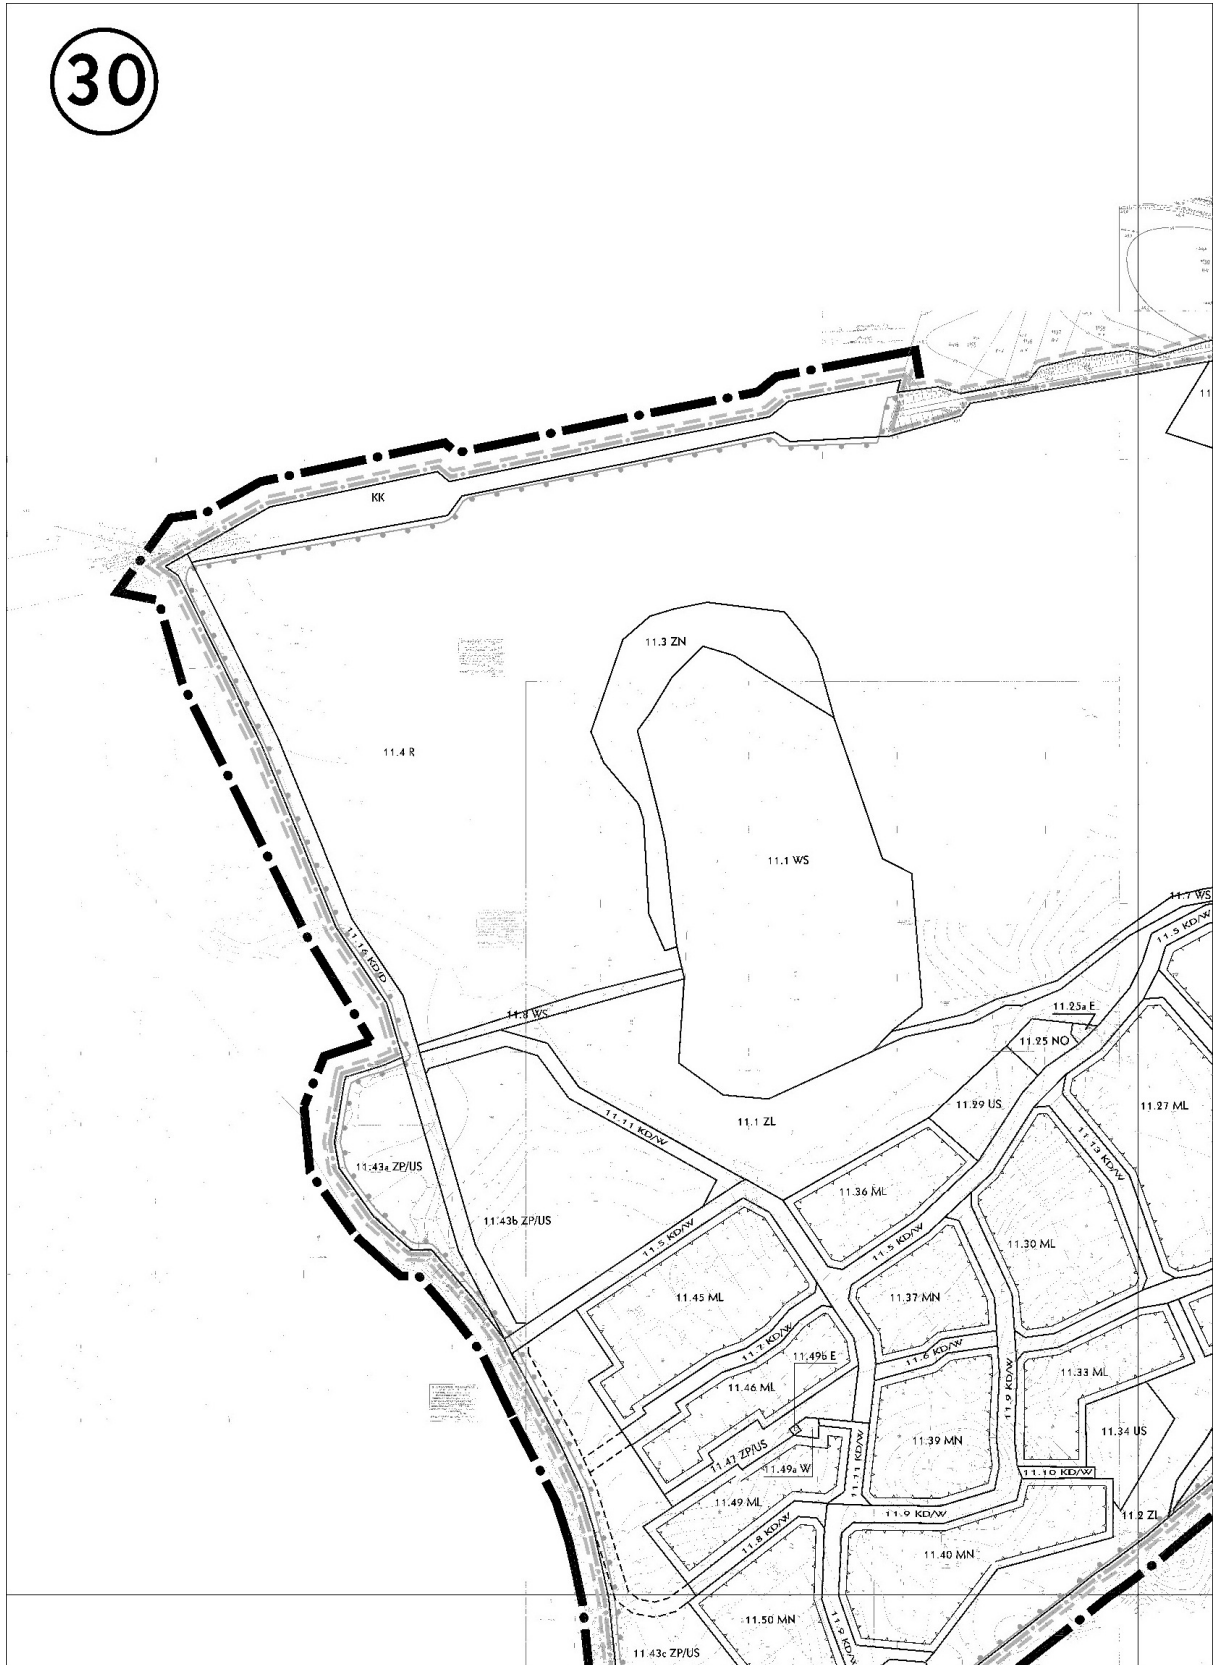 30
11
KK
11.3 ZN
11.4 R
11.1 WS
11.7 WS
11.5 KD/W
11.16 KD/D
11.8 WS
11.25a E
11.25 NO
11.29 US
11.27 ML
11.1 ZL
11.11 KD/W
11.13 KD/W
11.43a ZP/US
11.36 ML
11.43b ZP/US
11.5 KD/W
11.5 KD/W
11.30 ML
11.45 ML
11.37 MN
11.7 KD/W
11.49b E
11.6 KD/W
11.33 ML
11.46 ML
11.9 KD/W
11.34 US
11.39 MN
11.47 ZP/US
11.49a W
11.11 KD/W
11.10 KD/W
11.49 ML
11.9 KD/W
11.2 ZL
11.8 KD/W
11.40 MN
11.50 MN
11.9 KD/W
11.43c ZP/US